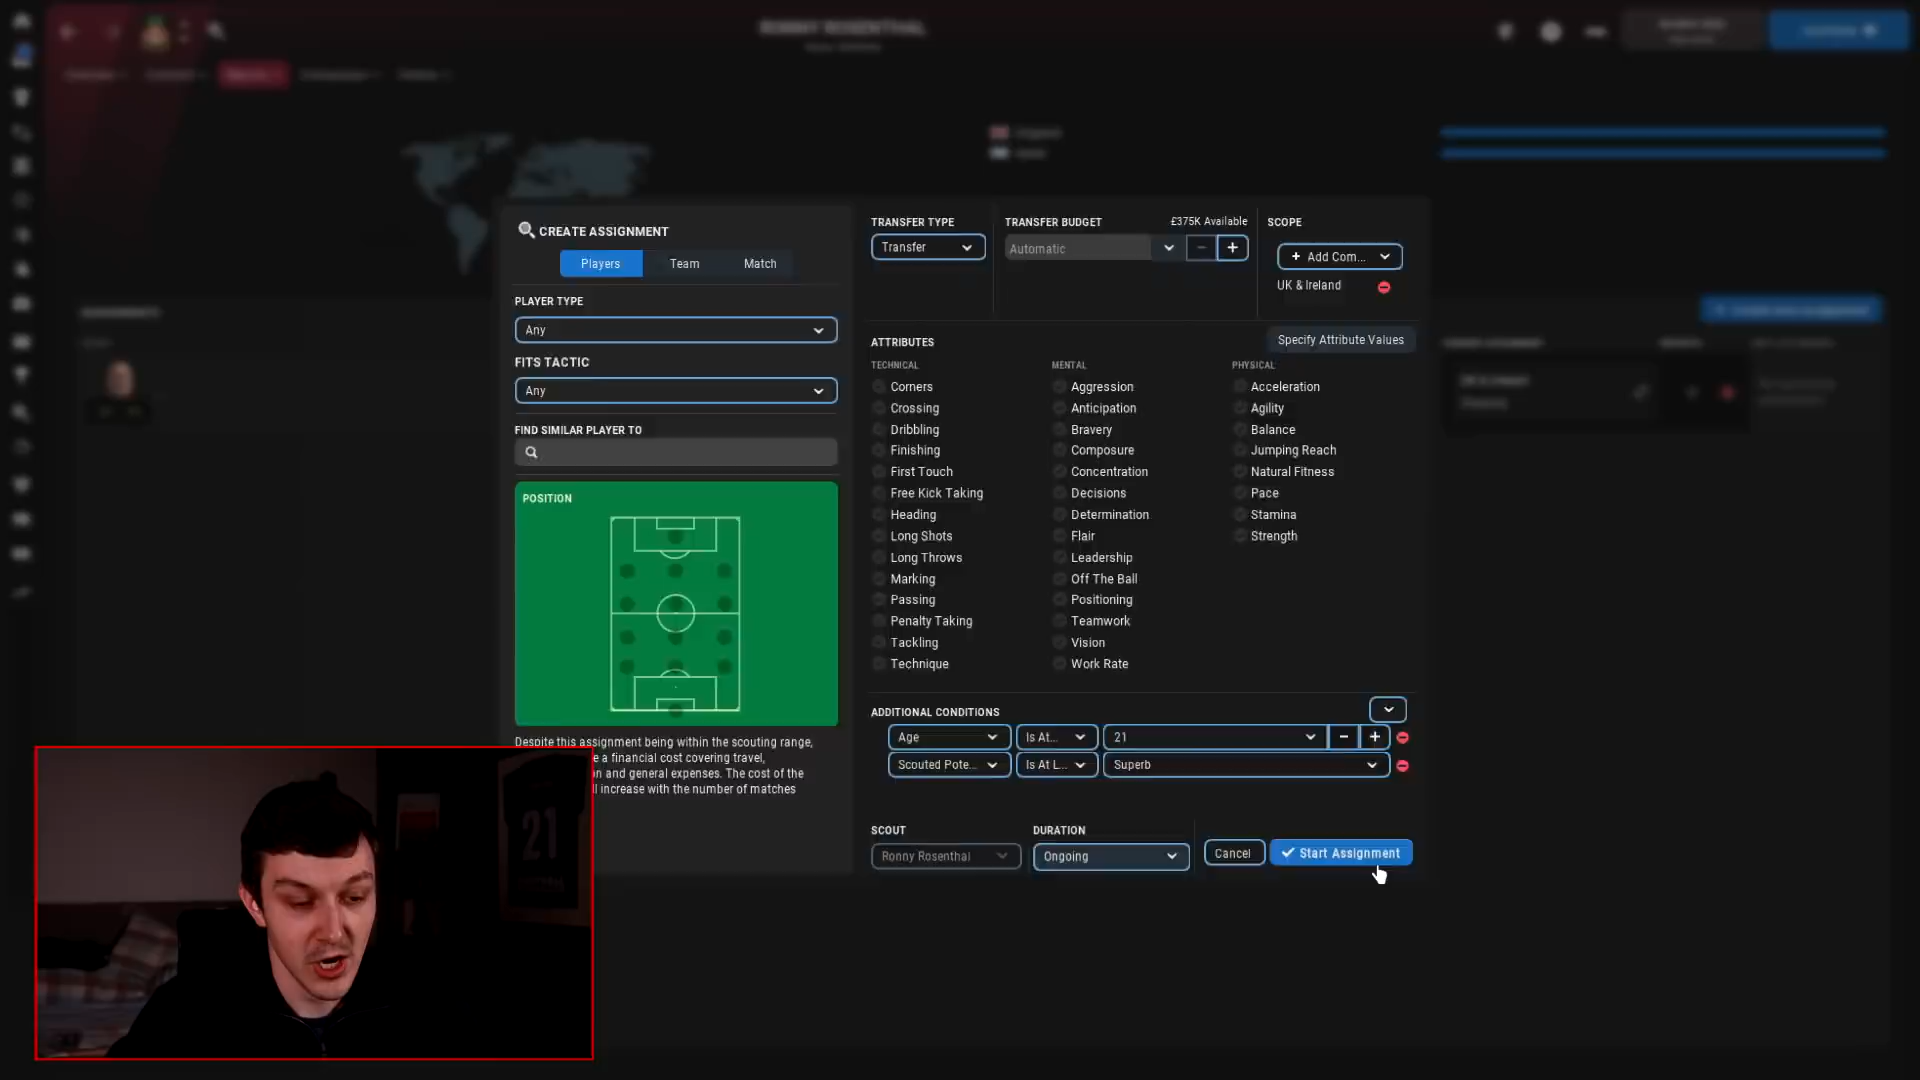 RONNY ROSENTHAL
CREATE ASSIGNMENT
Players
Team
Match
PLAYER TYPE
Any
FITS TACTIC
Any
FIND SIMILAR PLAYER TO
POSITION
Despite this assignment being within the scouting range,
e a financial cost covering travel,
n and general expenses. The cost of the
l increase with the number of matches
TRANSFER TYPE
Transfer
TRANSFER BUDGET
£375K Available
Automatic
SCOPE
+ Add Com...
UK & Ireland
ATTRIBUTES
Specify Attribute Values
TECHNICAL
MENTAL
PHYSICAL
Corners
Aggression
Acceleration
Crossing
Anticipation
Agility
Dribbling
Bravery
Balance
Finishing
Composure
Jumping Reach
First Touch
Concentration
Natural Fitness
Free Kick Taking
Decisions
Pace
Heading
Determination
Stamina
Long Shots
Flair
Strength
Long Throws
Leadership
Marking
Off The Ball
Passing
Positioning
Penalty Taking
Teamwork
Tackling
Vision
Technique
Work Rate
ADDITIONAL CONDITIONS
Age
Is At...
21
Scouted Pote...
Is At L...
Superb
SCOUT
Ronny Rosenthal
DURATION
Ongoing
Cancel
Start Assignment
21